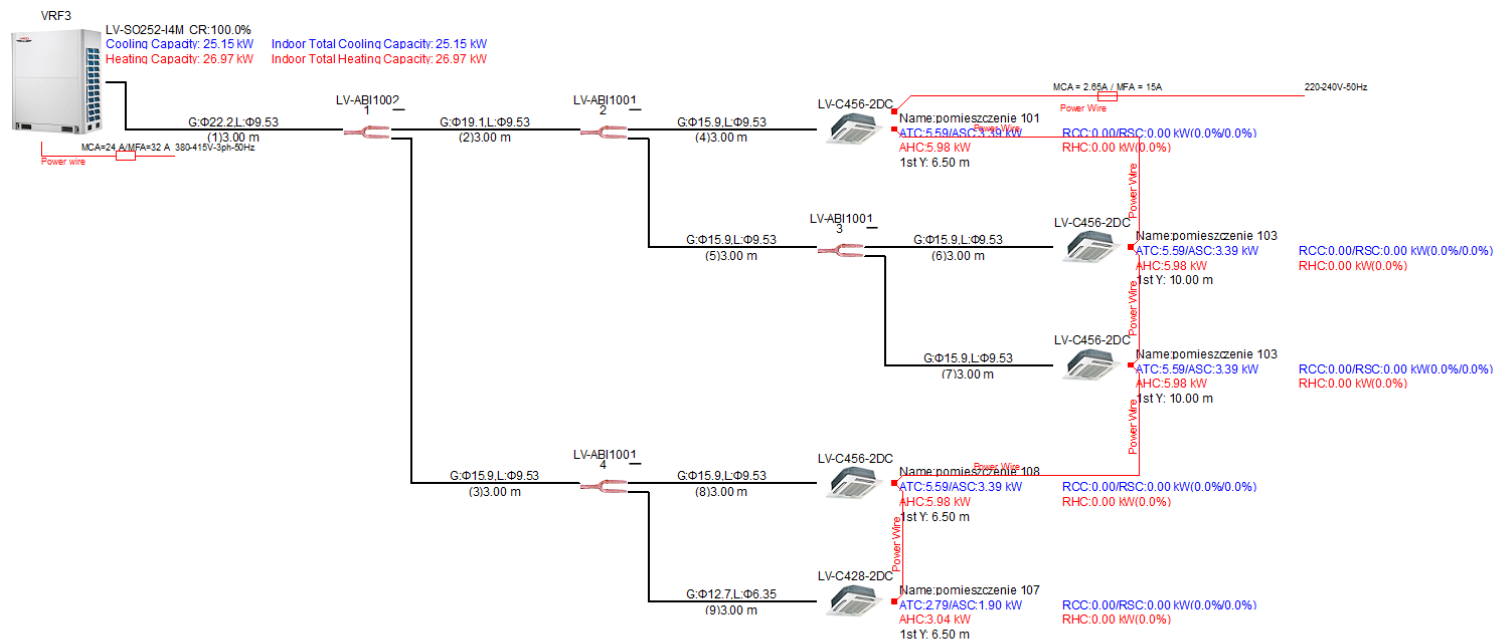 VRF3
LV-SO252-I4M CR:100.0%
Cooling Capacity: 25.15 kW Indoor Total Cooling Capacity: 25.15 kW
Heating Capacity: 26.97 kW Indoor Total Heating Capacity: 26.97 kW
MCA=24 A/MFA=32 A 380-415V-3ph-50Hz
Power wire
G:Φ22.2,L:Φ9.53
(1)3.00 m
LV-ABI1002
1
G:Φ19.1,L:Φ9.53
(2)3.00 m
LV-ABI1001
2
G:Φ15.9,L:Φ9.53
(4)3.00 m
LV-C456-2DC
MCA = 2.65A / MFA = 15A
220-240V-50Hz
Power Wire
Name:pomieszczenie 101
Power Wire
ATC:5.59/ASC:3.39 kW RCC:0.00/RSC:0.00 kW(0.0%/0.0%)
AHC:5.98 kW RHC:0.00 kW(0.0%)
1st Y: 6.50 m
Power Wire
G:Φ15.9,L:Φ9.53
(5)3.00 m
LV-ABI1001
3
G:Φ15.9,L:Φ9.53
(6)3.00 m
LV-C456-2DC
Name:pomieszczenie 103
ATC:5.59/ASC:3.39 kW RCC:0.00/RSC:0.00 kW(0.0%/0.0%)
AHC:5.98 kW RHC:0.00 kW(0.0%)
1st Y: 10.00 m
Power Wire
G:Φ15.9,L:Φ9.53
(7)3.00 m
LV-C456-2DC
Name:pomieszczenie 103
ATC:5.59/ASC:3.39 kW RCC:0.00/RSC:0.00 kW(0.0%/0.0%)
AHC:5.98 kW RHC:0.00 kW(0.0%)
1st Y: 10.00 m
Power Wire
G:Φ15.9,L:Φ9.53
(3)3.00 m
LV-ABI1001
4
G:Φ15.9,L:Φ9.53
(8)3.00 m
LV-C456-2DC
Power Wire
Name:pomieszczenie 108
ATC:5.59/ASC:3.39 kW RCC:0.00/RSC:0.00 kW(0.0%/0.0%)
AHC:5.98 kW RHC:0.00 kW(0.0%)
1st Y: 6.50 m
Power Wire
G:Φ12.7,L:Φ6.35
(9)3.00 m
LV-C428-2DC
Name:pomieszczenie 107
ATC:2.79/ASC:1.90 kW RCC:0.00/RSC:0.00 kW(0.0%/0.0%)
AHC:3.04 kW RHC:0.00 kW(0.0%)
1st Y: 6.50 m